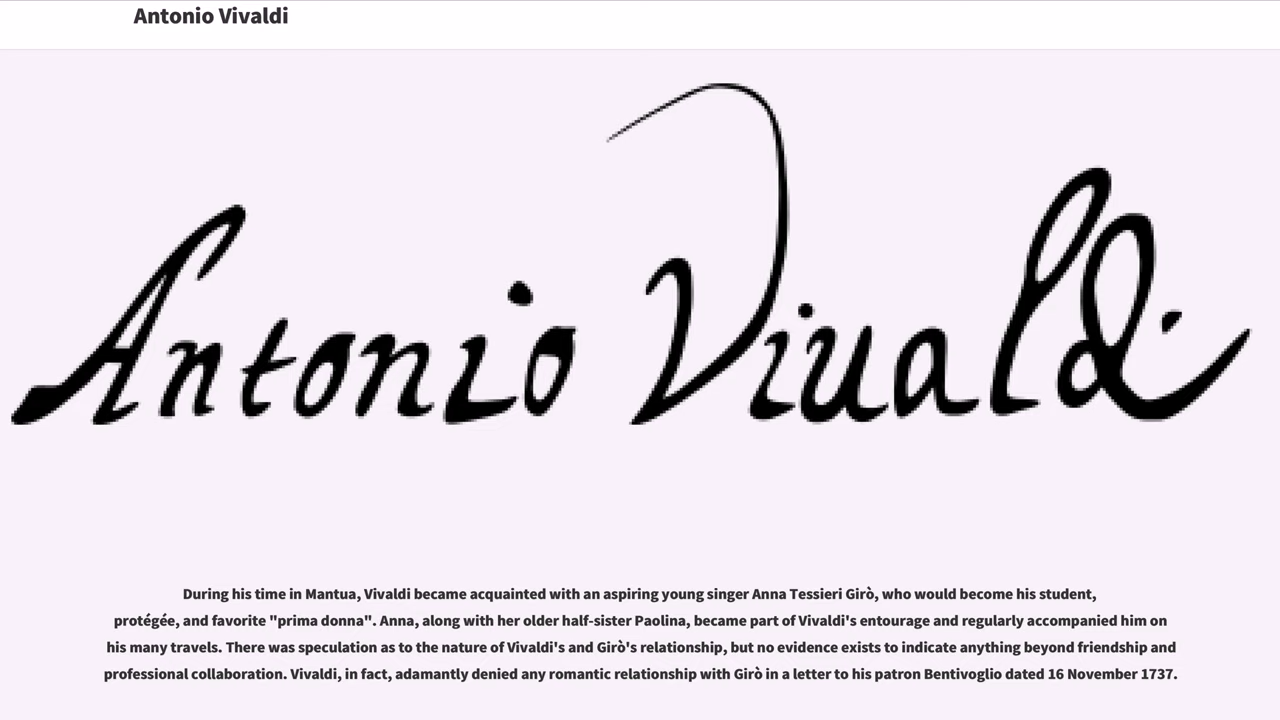 Antonio Vivaldi
Antonio Vivaldi
During his time in Mantua, Vivaldi became acquainted with an aspiring young singer Anna Tessieri Girò, who would become his student,
protégée, and favorite "prima donna". Anna, along with her older half-sister Paolina, became part of Vivaldi's entourage and regularly accompanied him on
his many travels. There was speculation as to the nature of Vivaldi's and Girò's relationship, but no evidence exists to indicate anything beyond friendship and
professional collaboration. Vivaldi, in fact, adamantly denied any romantic relationship with Girò in a letter to his patron Bentivoglio dated 16 November 1737.